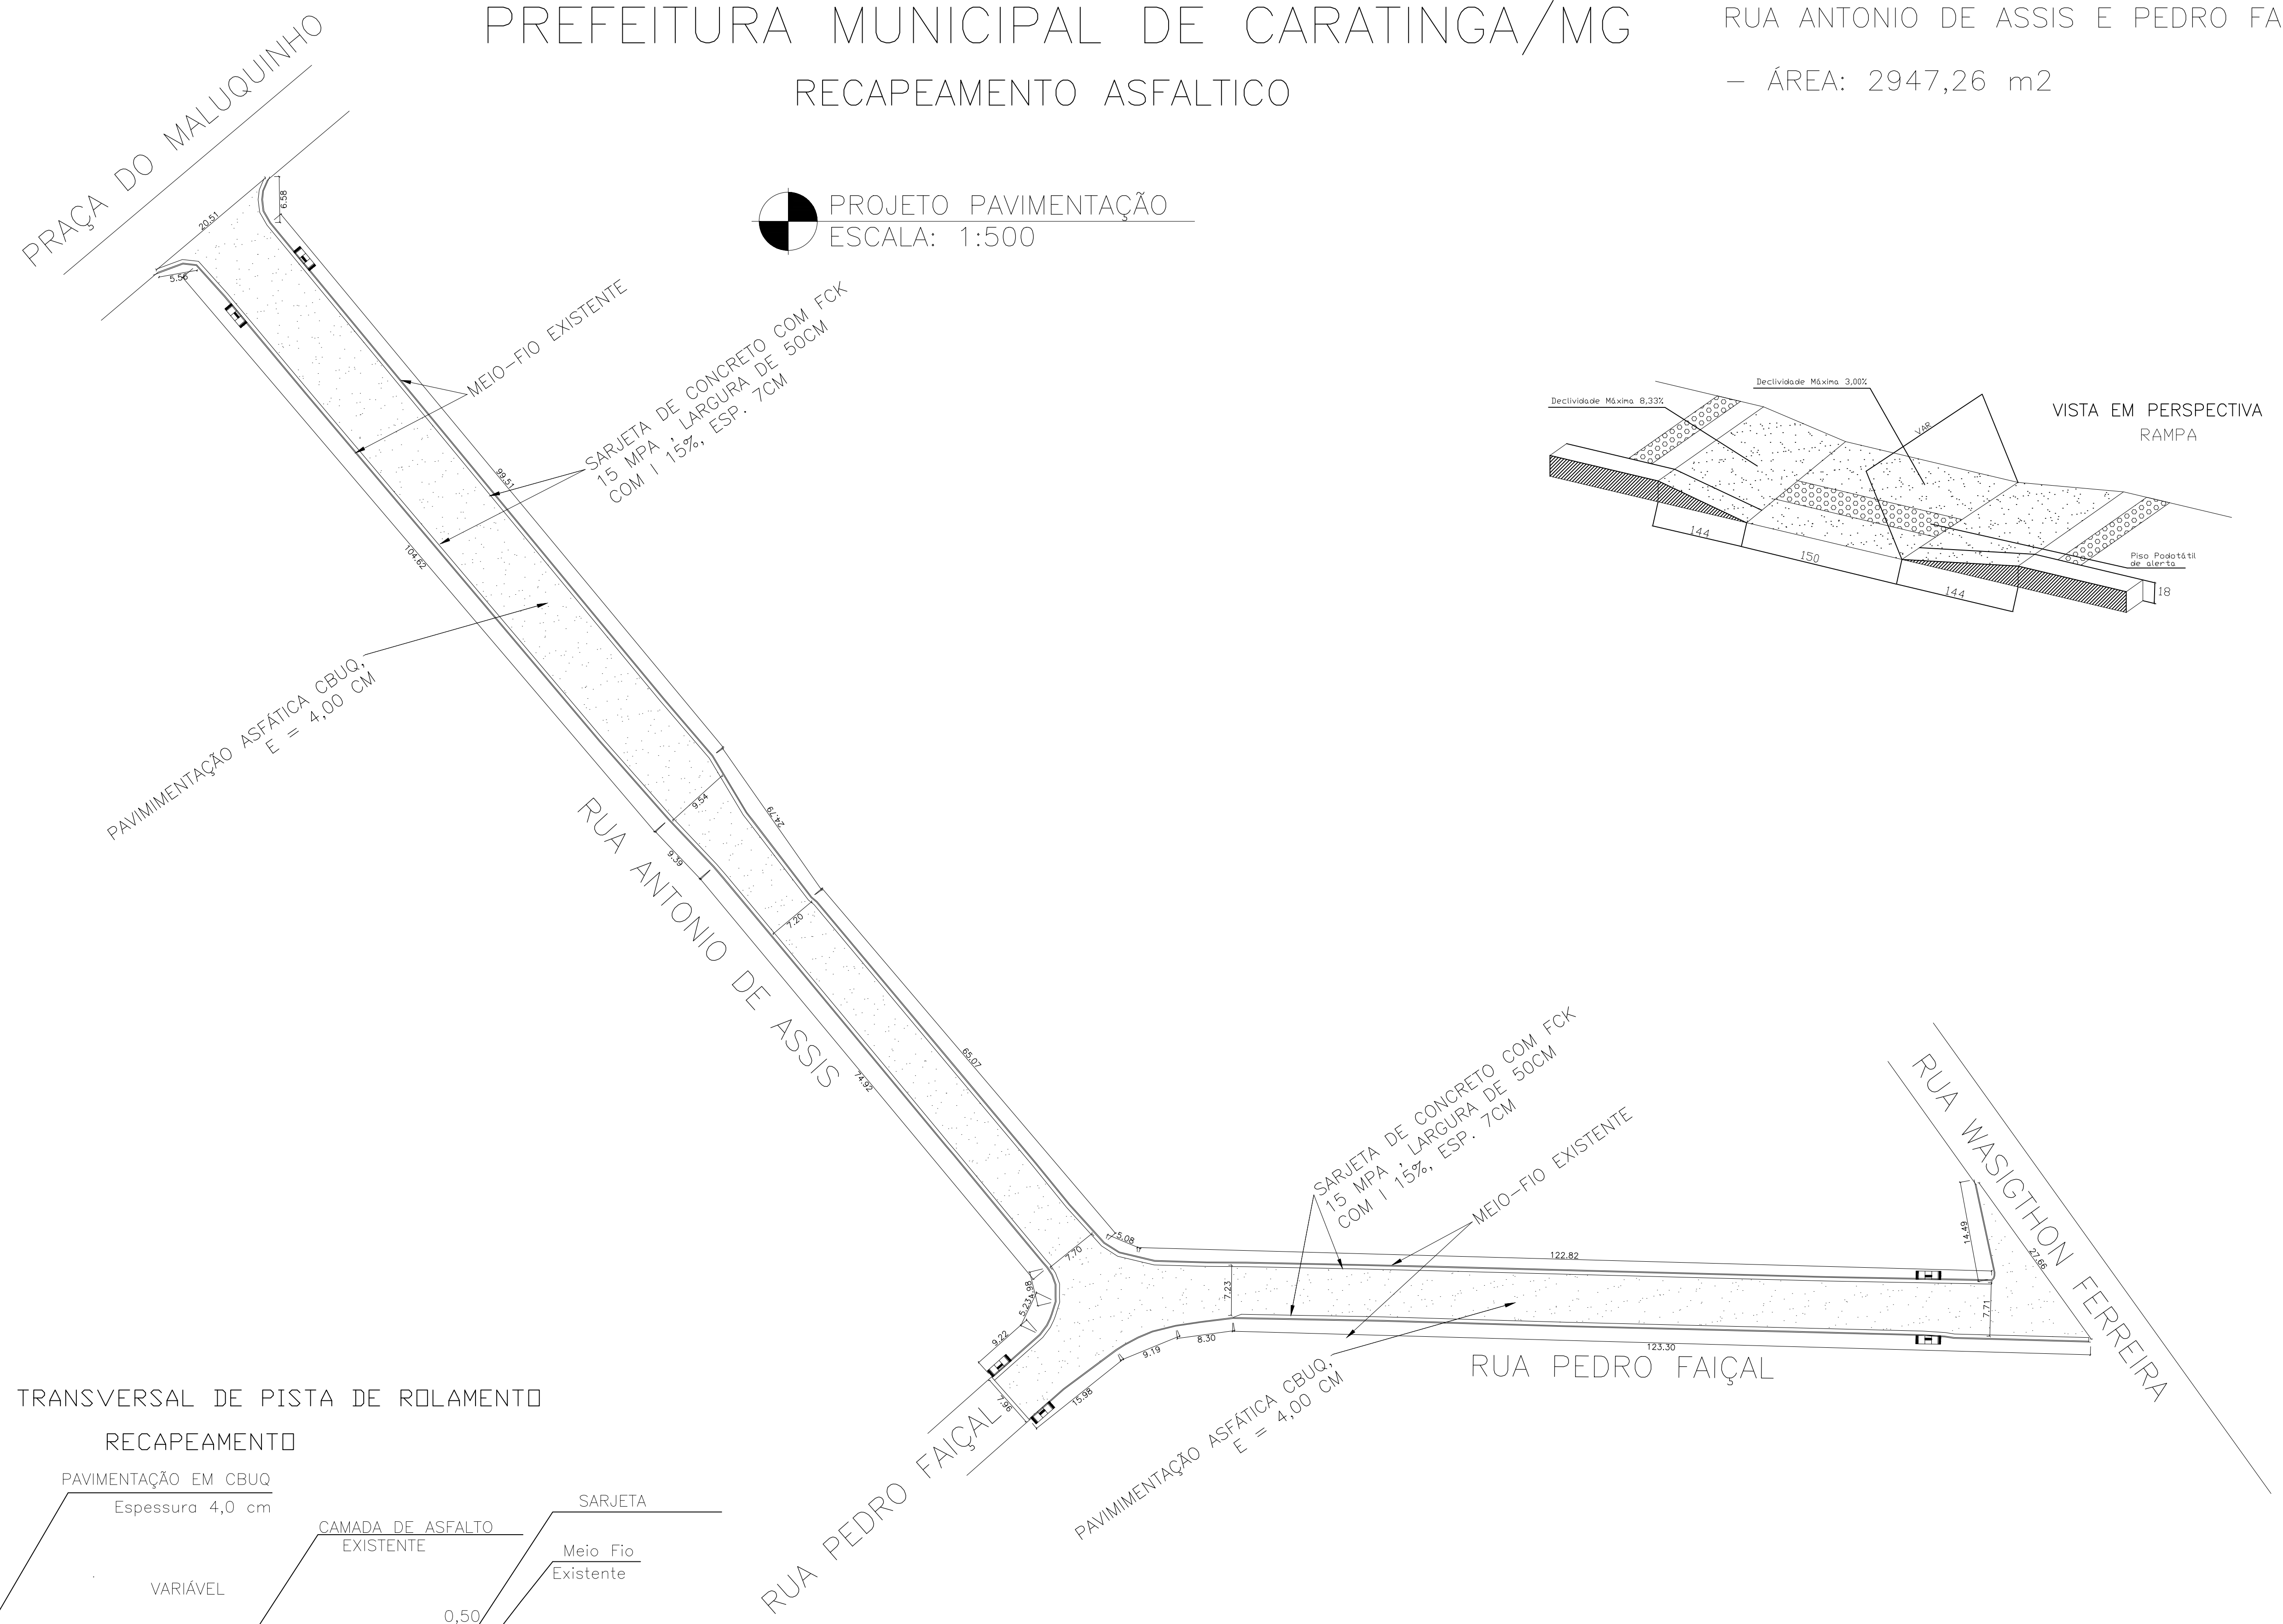 PREFEITURA MUNICIPAL DE CARATINGA/MG
RUA ANTONIO DE ASSIS E PEDRO FA
RECAPEAMENTO ASFALTICO
– ÁREA: 2947,26 m2
PRAÇA DO MALUQUINHO
PROJETO PAVIMENTAÇÃO
ESCALA: 1:500
20.51
6.58
5.56
MEIO-FIO EXISTENTE
SARJETA DE CONCRETO COM FCK
15 MPA , LARGURA DE 50CM
COM I 15%, ESP. 7CM
99.51
104.62
PAVIMIMENTAÇÃO ASFÁTICA CBUQ,
E = 4,00 CM
Declividade Máxima 3,00%
Declividade Máxima 8,33%
VAR
VISTA EM PERSPECTIVA
RAMPA
144
150
144
18
Piso Podotátil
de alerta
9.54
24.79
9.39
7.20
RUA ANTONIO DE ASSIS
65.07
74.92
7.70
5.08
4.98
5.23
9.22
7.96
15.98
9.19
8.30
7.23
122.82
SARJETA DE CONCRETO COM FCK
15 MPA , LARGURA DE 50CM
COM I 15%, ESP. 7CM
MEIO-FIO EXISTENTE
RUA WASIGTHON FERREIRA
14.49
27.66
7.71
123.30
RUA PEDRO FAIÇAL
PAVIMIMENTAÇÃO ASFÁTICA CBUQ,
E = 4,00 CM
RUA PEDRO FAIÇAL
TRANSVERSAL DE PISTA DE ROLAMENTO
RECAPEAMENTO
PAVIMENTAÇÃO EM CBUQ
Espessura 4,0 cm
CAMADA DE ASFALTO
EXISTENTE
SARJETA
Meio Fio
Existente
VARIÁVEL
0,50